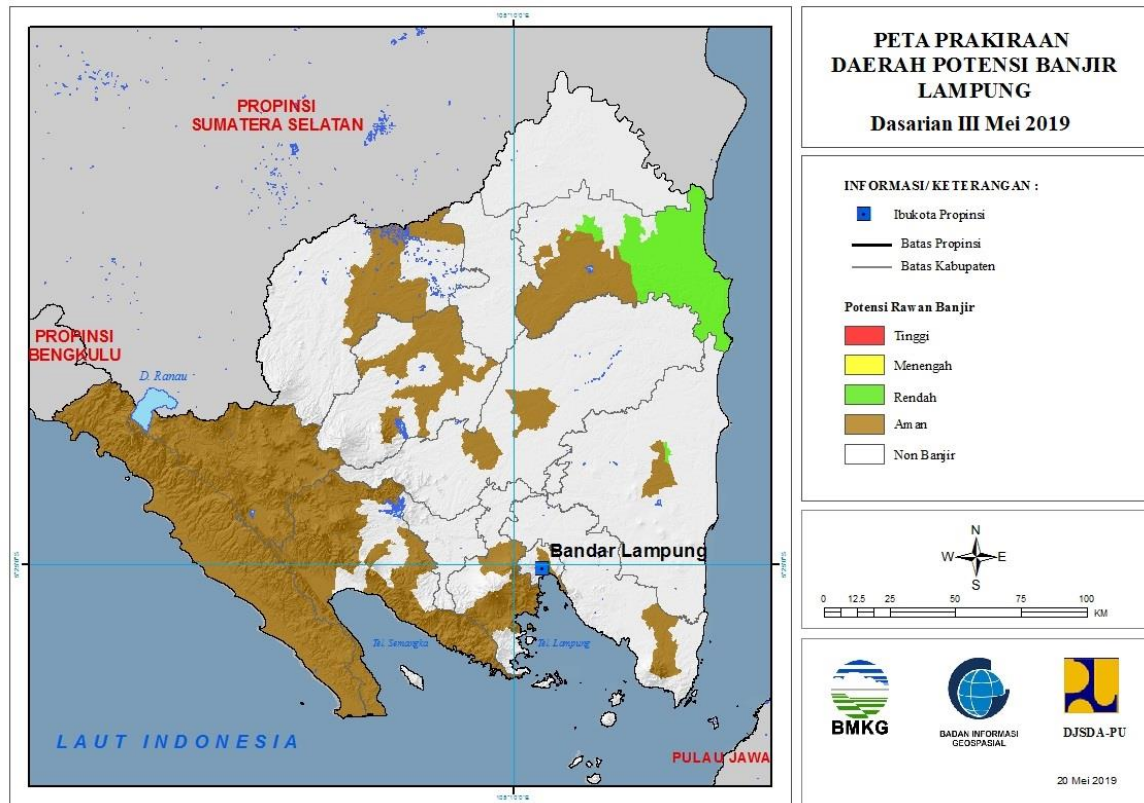 PETA PRAKIRAAN
DAERAH POTENSI BANJIR
LAMPUNG
Dasarian III Mei 2019
INFORMASI/ KETERANGAN :
Ibukota Propinsi
Batas Propinsi
Batas Kabupaten
Potensi Rawan Banjir
Tinggi
Menengah
Rendah
Aman
Non Banjir
N
W E
S
0 12.5 25 50 75 100
KM
BMKG
BADAN INFORMASI
GEOSPASIAL
DJSDA-PU
20 Mei 2019
PROPINSI
SUMATERA SELATAN
PROPINSI
BENGKULU
D. Ranau
Bandar Lampung
Tel. Semangka
Tel. Lampung
LAUT INDONESIA
PULAU JAWA